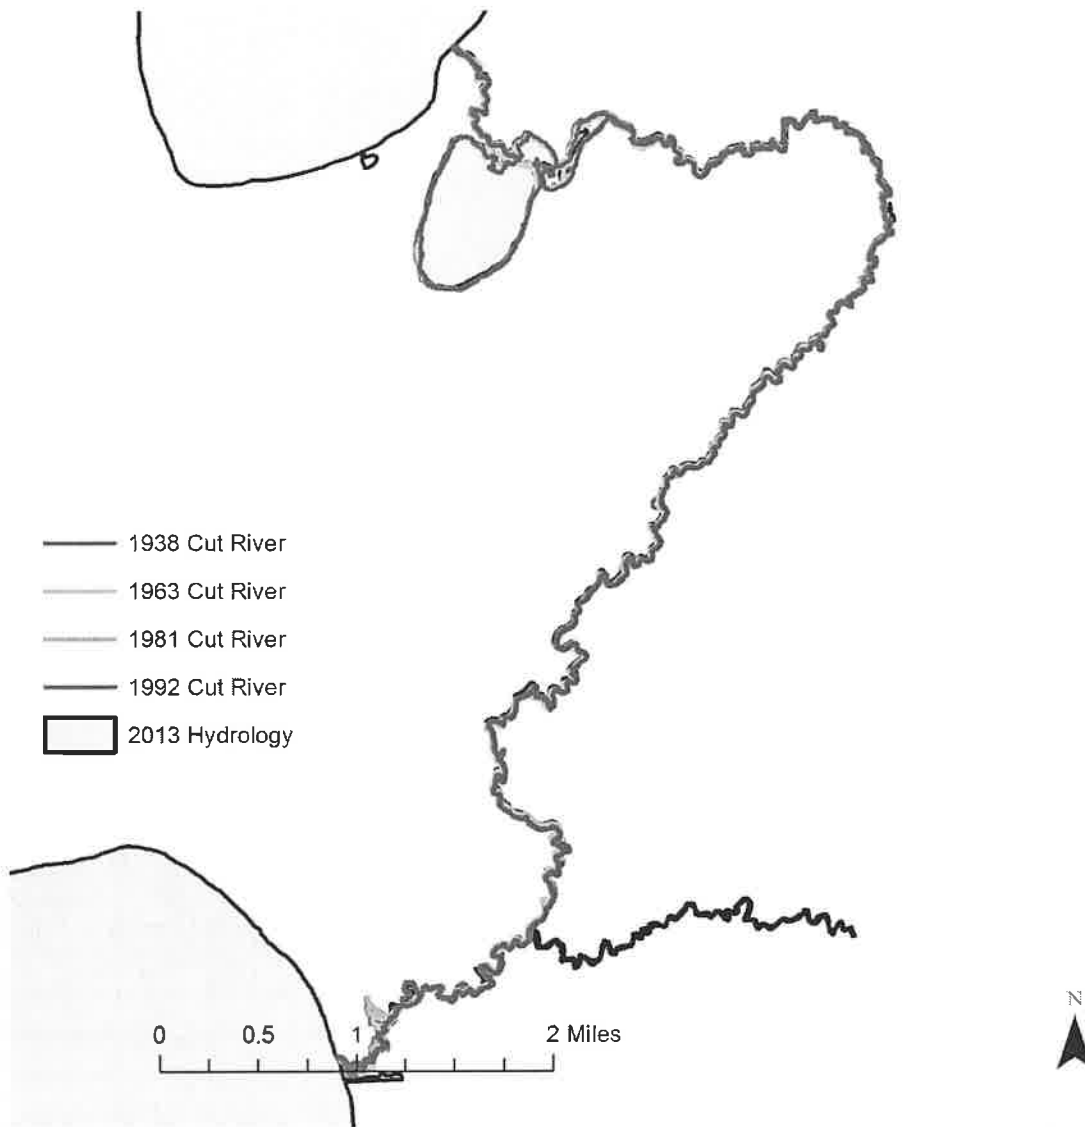 1938 Cut River
1963 Cut River
1981 Cut River
1992 Cut River
2013 Hydrology
N
0 0.5 1 2 Miles